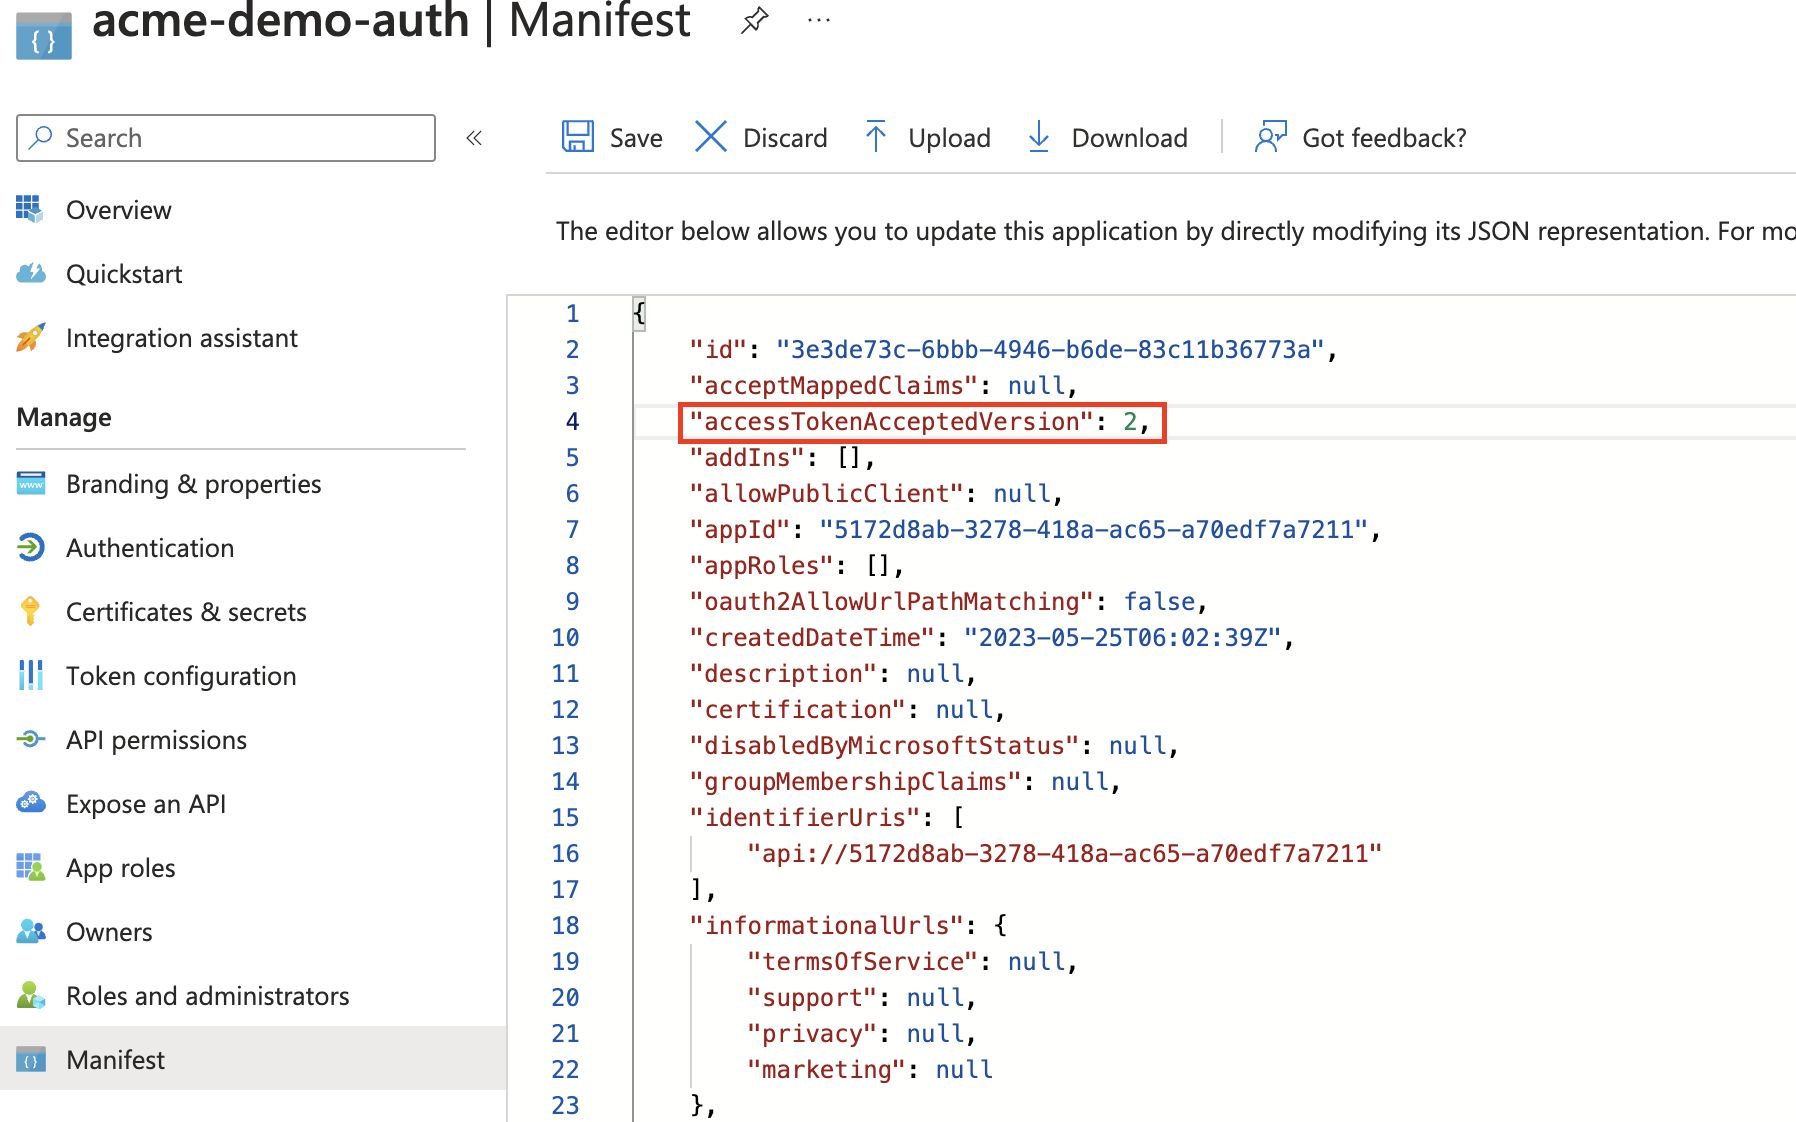 acme-demo-auth | Manifest
Search
Overview
Quickstart
Integration assistant
Manage
Branding & properties
Authentication
Certificates & secrets
Token configuration
API permissions
Expose an API
App roles
Owners
Roles and administrators
Manifest
Save Discard Upload Download Got feedback?
The editor below allows you to update this application by directly modifying its JSON representation. For mo
1 {
2 "id": "3e3de73c-6bbb-4946-b6de-83c11b36773a",
3 "acceptMappedClaims": null,
4 "accessTokenAcceptedVersion": 2,
5 "addIns": [],
6 "allowPublicClient": null,
7 "appId": "5172d8ab-3278-418a-ac65-a70edf7a7211",
8 "appRoles": [],
9 "oauth2AllowUrlPathMatching": false,
10 "createdDateTime": "2023-05-25T06:02:39Z",
11 "description": null,
12 "certification": null,
13 "disabledByMicrosoftStatus": null,
14 "groupMembershipClaims": null,
15 "identifierUris": [
16 "api://5172d8ab-3278-418a-ac65-a70edf7a7211"
17 ],
18 "informationalUrls": {
19 "termsOfService": null,
20 "support": null,
21 "privacy": null,
22 "marketing": null
23 },